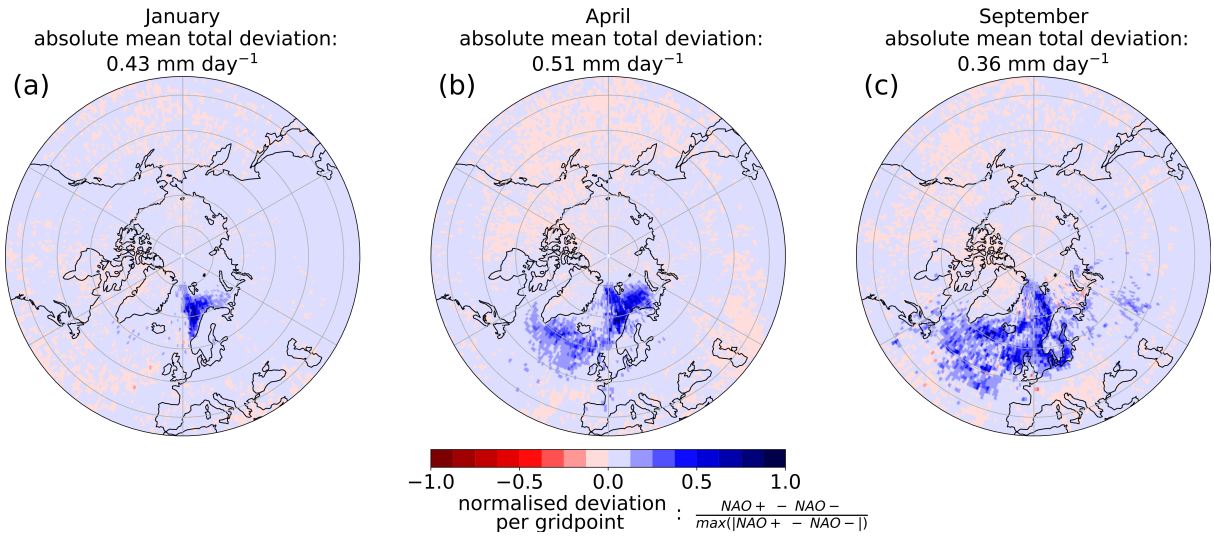 January
absolute mean total deviation:
0.43 mm day⁻¹
(a)
April
absolute mean total deviation:
0.51 mm day⁻¹
(b)
September
absolute mean total deviation:
0.36 mm day⁻¹
(c)
−1.0 −0.5 0.0 0.5 1.0
normalised deviation
per gridpoint
:
NAO+ − NAO−
max(|NAO+ − NAO−|)